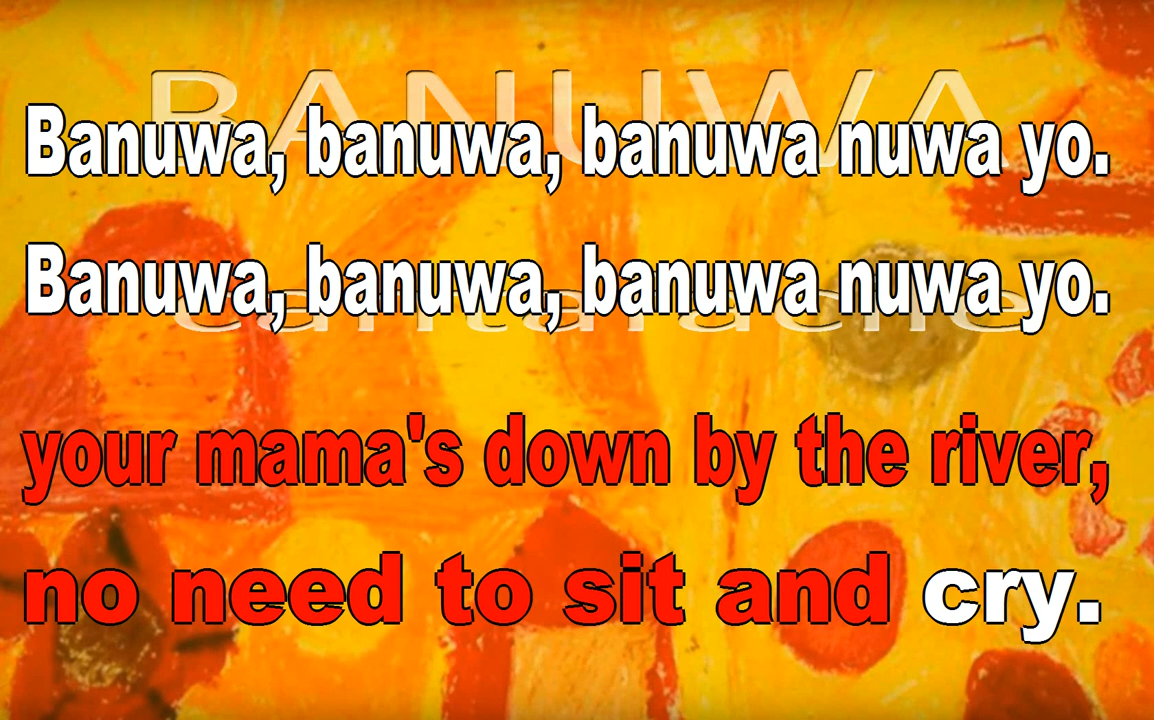 BANUWA
Banuwa, banuwa, banuwa nuwa yo.
Banuwa, banuwa, banuwa nuwa yo.
your mama's down by the river,
no need to sit and cry.